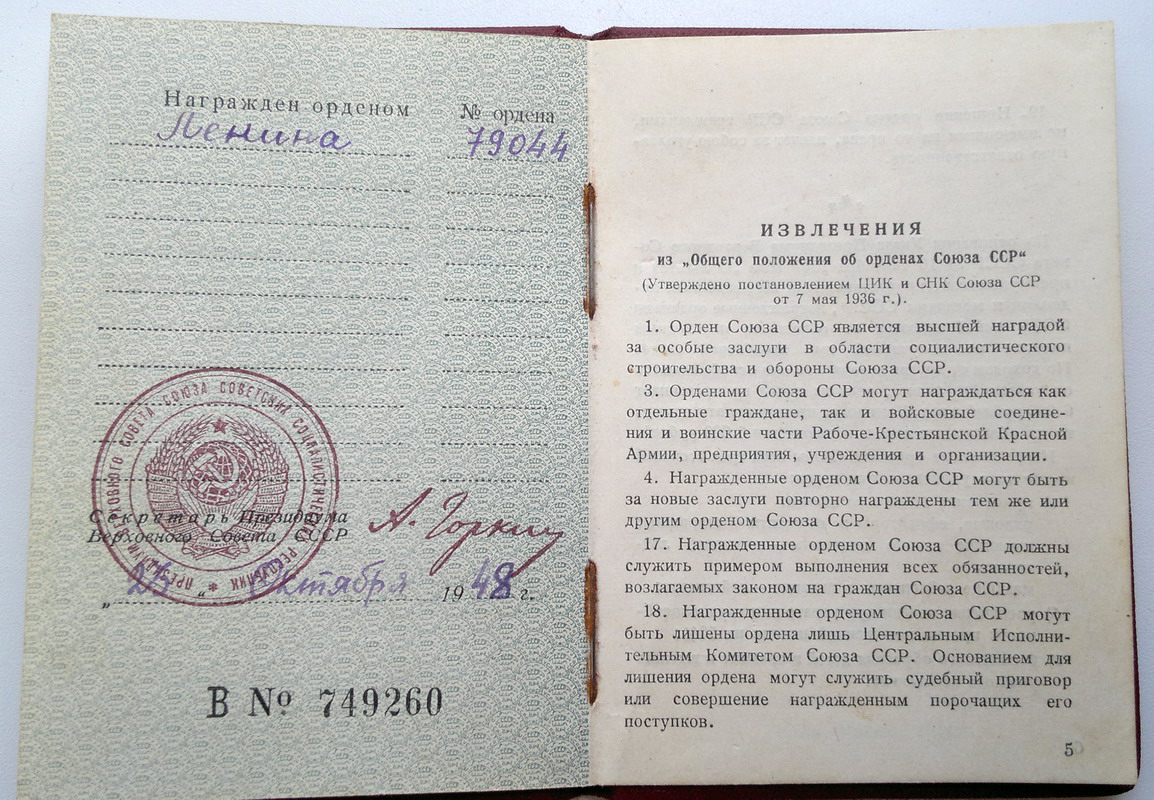 Награжден орденом
№ ордена
Ленина
79044
ПРЕЗИДИУМ ВЕРХОВНОГО СОВЕТА СОЮЗА СОВЕТСКИХ СОЦИАЛИСТИЧЕСКИХ РЕСПУБЛИК
Секретарь Президиума
Верховного Совета СССР
А. Горкин
октября 1948 г.
В № 749260
ИЗВЛЕЧЕНИЯ
из „Общего положения об орденах Союза ССР“
(Утверждено постановлением ЦИК и СНК Союза ССР
от 7 мая 1936 г.).
1. Орден Союза ССР является высшей наградой
за особые заслуги в области социалистического
строительства и обороны Союза ССР.
3. Орденами Союза ССР могут награждаться как
отдельные граждане, так и войсковые соедине-
ния и воинские части Рабоче-Крестьянской Красной
Армии, предприятия, учреждения и организации.
4. Награжденные орденом Союза ССР могут быть
за новые заслуги повторно награждены тем же или
другим орденом Союза ССР.
17. Награжденные орденом Союза ССР должны
служить примером выполнения всех обязанностей,
возлагаемых законом на граждан Союза ССР.
18. Награжденные орденом Союза ССР могут
быть лишены ордена лишь Центральным Исполни-
тельным Комитетом Союза ССР. Основанием для
лишения ордена могут служить судебный приговор
или совершение награжденным порочащих его
поступков.
5